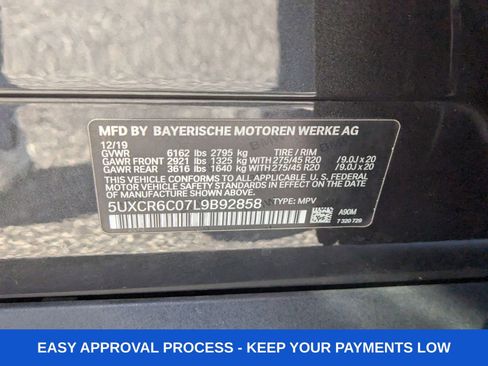 MFD BY BAYERISCHE MOTOREN WERKE AG
12/19
GVWR 6162 lbs 2795 kg TIRE / RIM
GAWR FRONT 2921 lbs 1325 kg WITH 275/45 R20 /9.0J x 20
GAWR REAR 3616 lbs 1640 kg WITH 275/45 R20 /9.0J x 20
THIS VEHICLE CONFORMS TO ALL APPLICABLE U. S. FEDERAL
MOTOR VEHICLE SAFETY STANDARDS IN EFFECT ON THE
DATE OF MANUFACTURE SHOWN ABOVE.
5UXCR6C07L9B92858 TYPE: MPV A90M
7 320 729
EASY APPROVAL PROCESS - KEEP YOUR PAYMENTS LOW